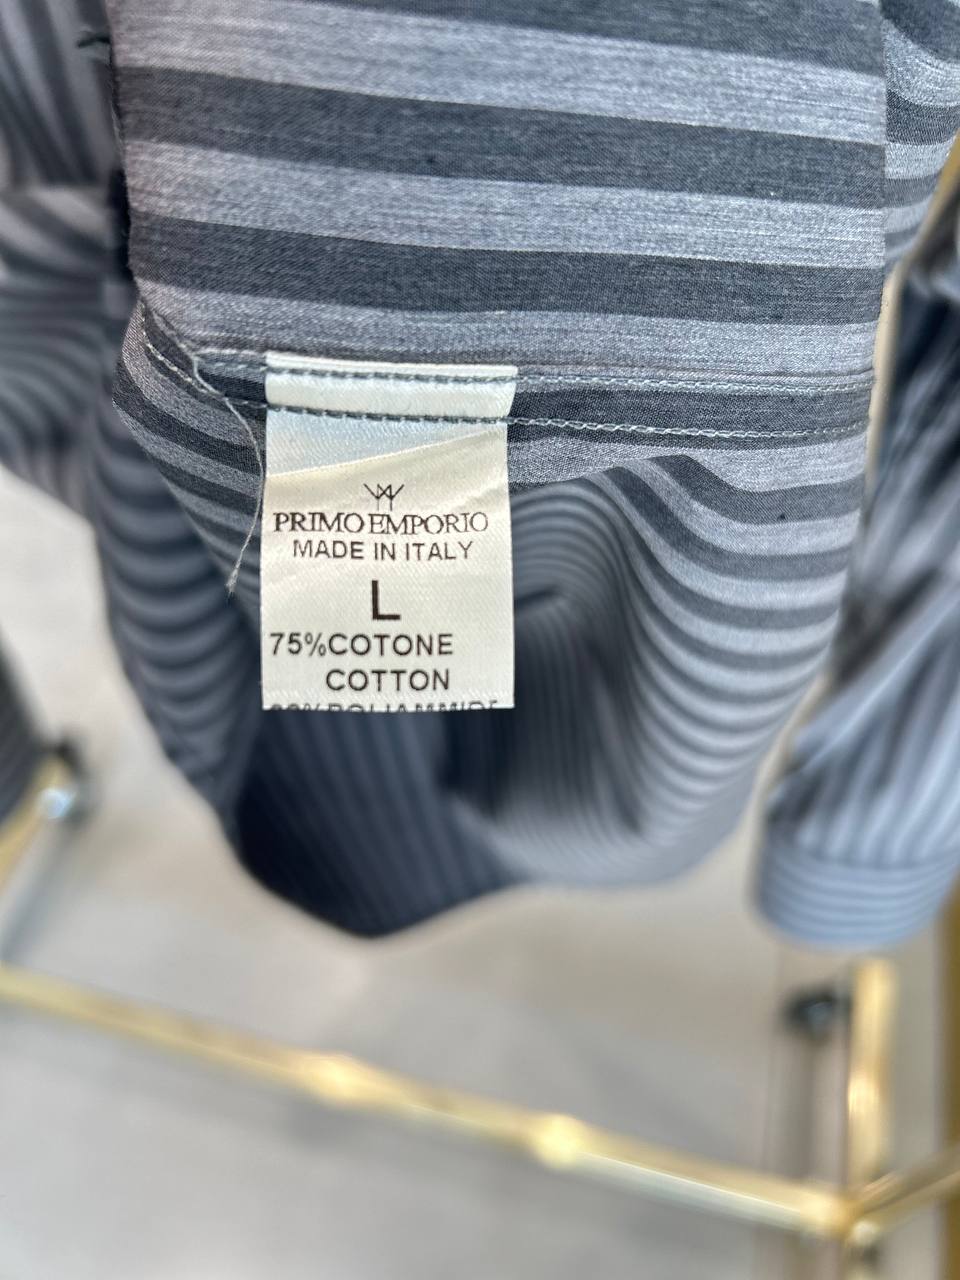 PRIMO EMPORIO
MADE IN ITALY
L
75%COTONE
COTTON